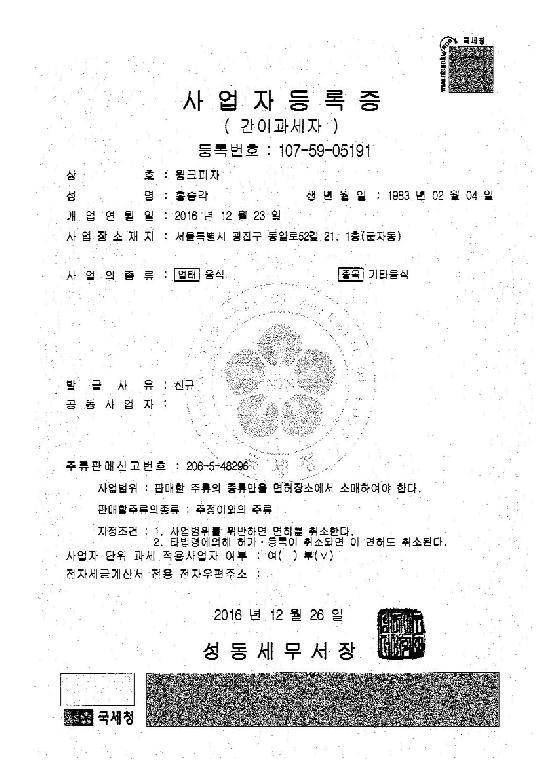 국세청
사업자등록증
( 간이과세자 )
등록번호 : 107-59-05191
상 호 : 윙크피자
성 명 : 홍승각 생 년 월 일 : 1983 년 02 월 04 일
개 업 연 월 일 : 2016 년 12 월 23 일
사 업 장 소 재 지 : 서울특별시 광진구 동일로52길 21, 1층(군자동)
사 업 의 종 류 : 업태 음식 종목 기타음식
발 급 사 유 : 신규
공 동 사 업 자 :
주류판매신고번호 : 206-5-48296
사업범위 : 판매할 주류의 종류만을 면허장소에서 소매하여야 한다.
판매할주류의종류 : 주정이외의 주류
지정조건 : 1. 사업범위를 위반하면 면허를 취소한다.
2. 타법령에의해 허가·등록이 취소되면 이 면허도 취소된다.
사업자 단위 과세 적용사업자 여부 : 여( ) 부(v)
전자세금계산서 전용 전자우편주소 :
2016 년 12 월 26 일
성동세무서장
국세청